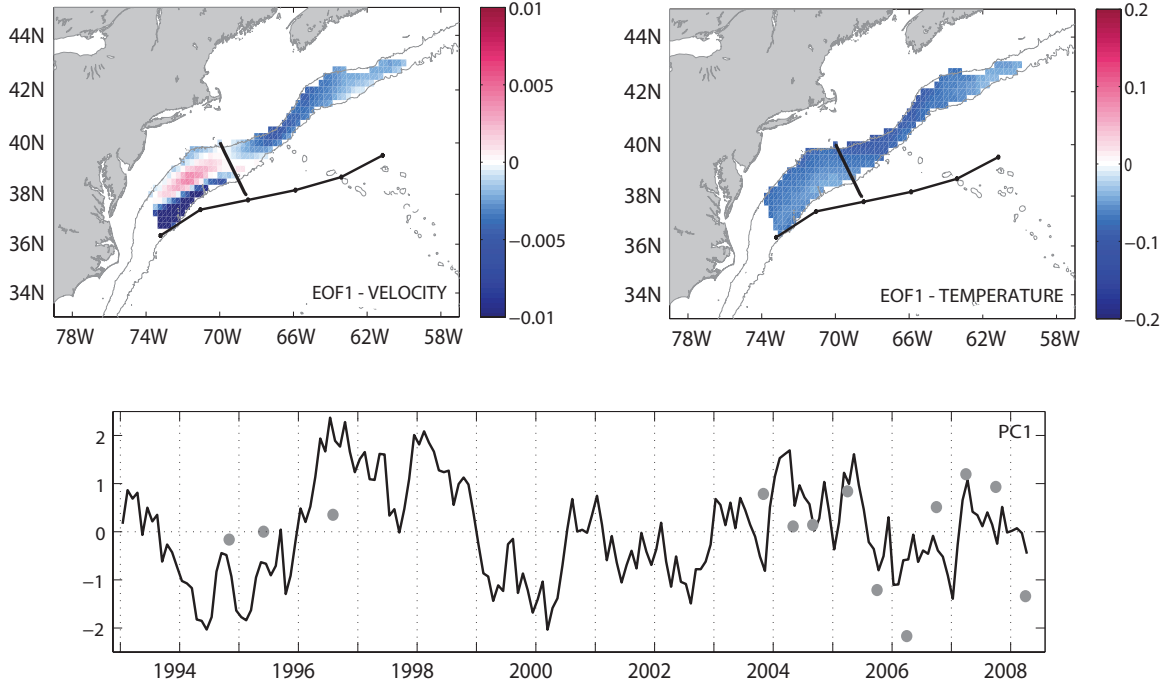 44N
42N
40N
38N
36N
34N
78W 74W 70W 66W 62W 58W
EOF1 - VELOCITY
0.01
0.005
0
−0.005
−0.01
44N
42N
40N
38N
36N
34N
78W 74W 70W 66W 62W 58W
EOF1 - TEMPERATURE
0.2
0.1
0
−0.1
−0.2
PC1
2
1
0
−1
−2
1994 1996 1998 2000 2002 2004 2006 2008